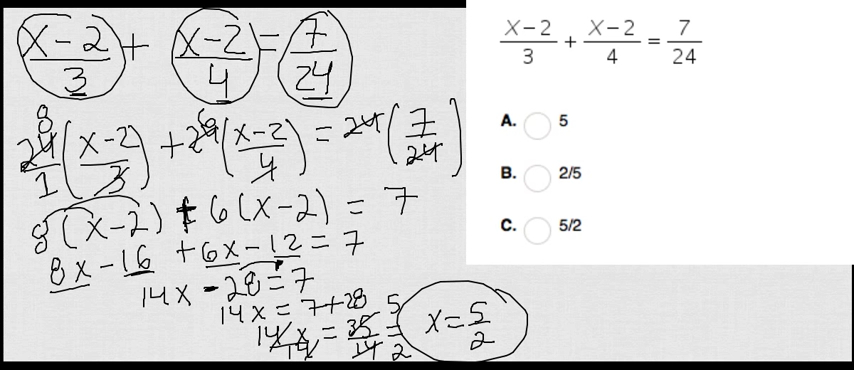 x-2/3 + x-2/4 = 7/24
8 6
24/1 (x-2/3) + 24 (x-2/4) = 24 (7/24)
8(x-2) + 6(x-2) = 7
8x-16 + 6x-12 = 7
14x - 28 = 7
14x = 7+28
14x/14 = 35/14 = 5/2
x = 5/2
X-2/3 + X-2/4 = 7/24
A. 5
B. 2/5
C. 5/2